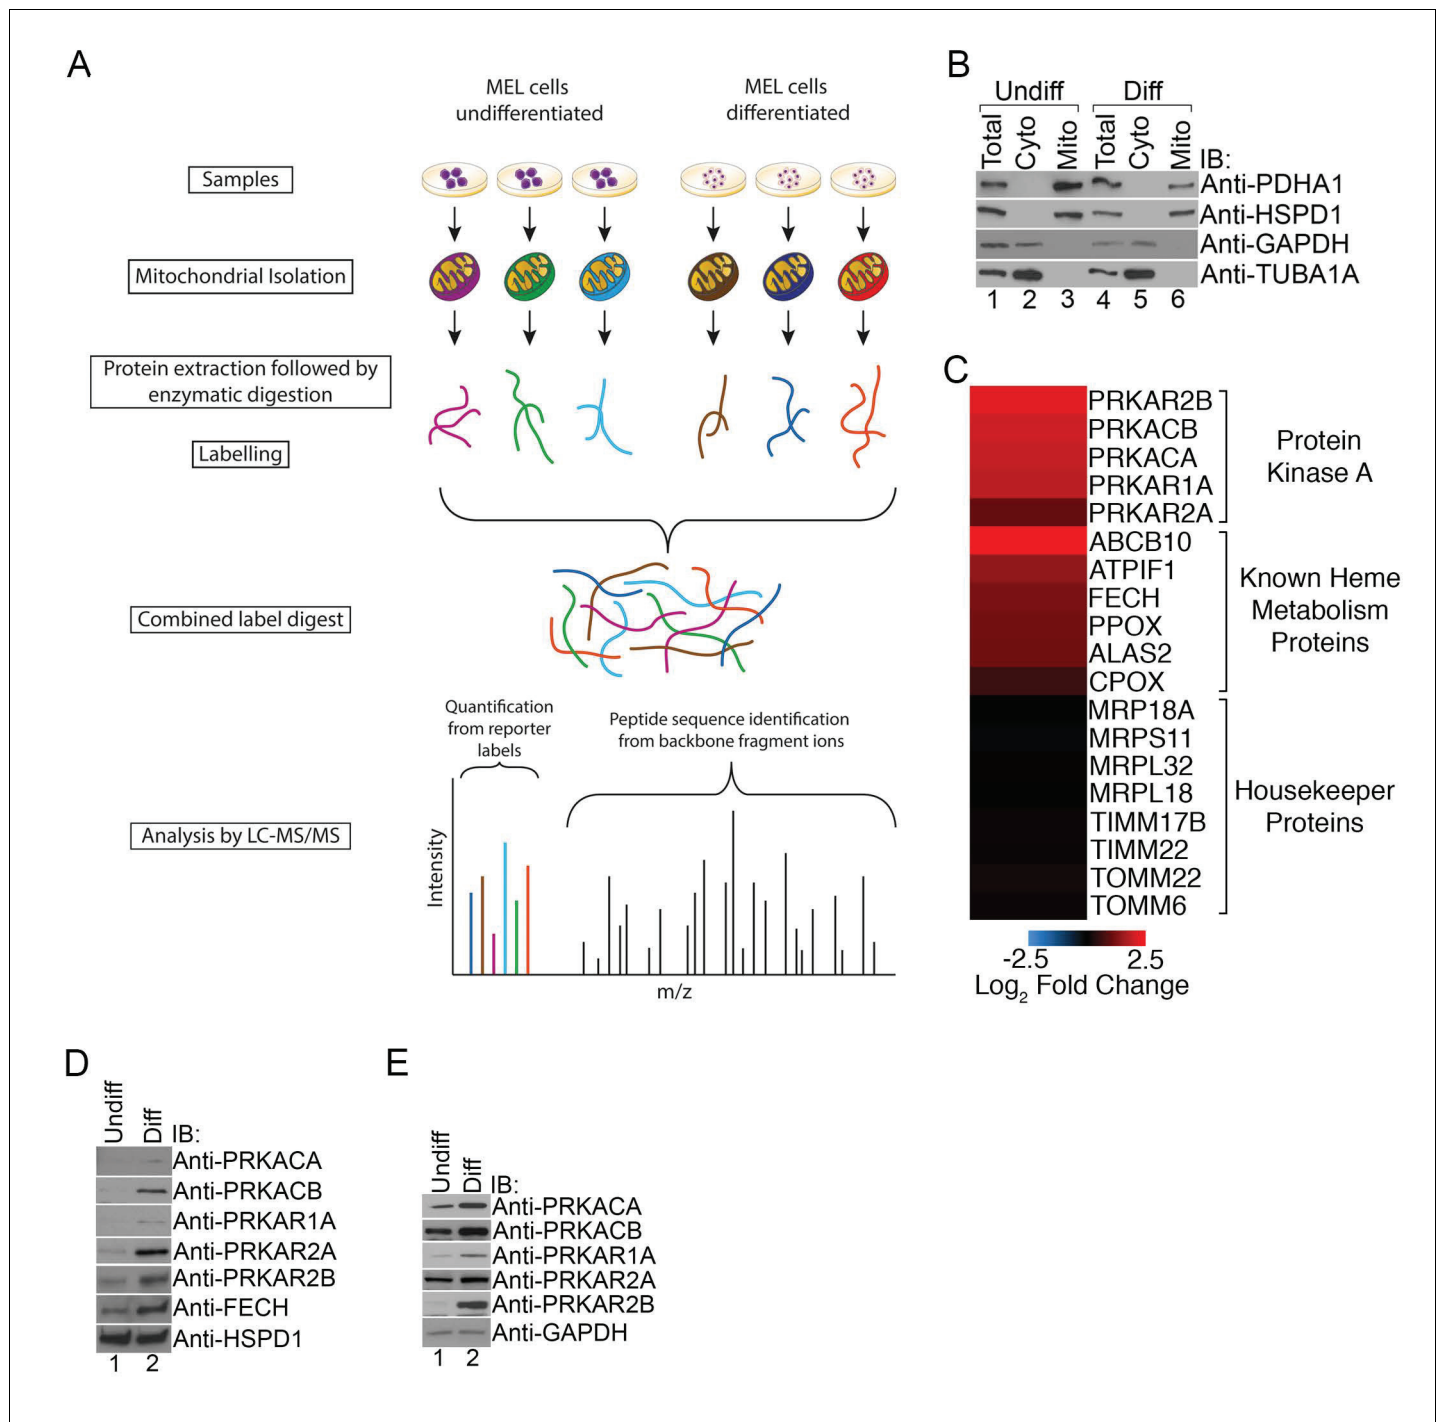 A
MEL cells
undifferentiated
MEL cells
differentiated
Samples
Mitochondrial Isolation
Protein extraction followed by
enzymatic digestion
Labelling
Combined label digest
Quantification
from reporter
labels
Peptide sequence identification
from backbone fragment ions
Analysis by LC-MS/MS
Intensity
m/z
B
Undiff Diff
Total Cyto Mito Total Cyto Mito IB:
Anti-PDHA1
Anti-HSPD1
Anti-GAPDH
Anti-TUBA1A
1 2 3 4 5 6
C
PRKAR2B
PRKACB
PRKACA
PRKAR1A
PRKAR2A
Protein
Kinase A
ABCB10
ATPIF1
FECH
PPOX
ALAS2
CPOX
Known Heme
Metabolism
Proteins
MRP18A
MRPS11
MRPL32
MRPL18
TIMM17B
TIMM22
TOMM22
TOMM6
Housekeeper
Proteins
-2.5 2.5
Log2 Fold Change
D
Undiff Diff IB:
Anti-PRKACA
Anti-PRKACB
Anti-PRKAR1A
Anti-PRKAR2A
Anti-PRKAR2B
Anti-FECH
Anti-HSPD1
1 2
E
Undiff Diff IB:
Anti-PRKACA
Anti-PRKACB
Anti-PRKAR1A
Anti-PRKAR2A
Anti-PRKAR2B
Anti-GAPDH
1 2